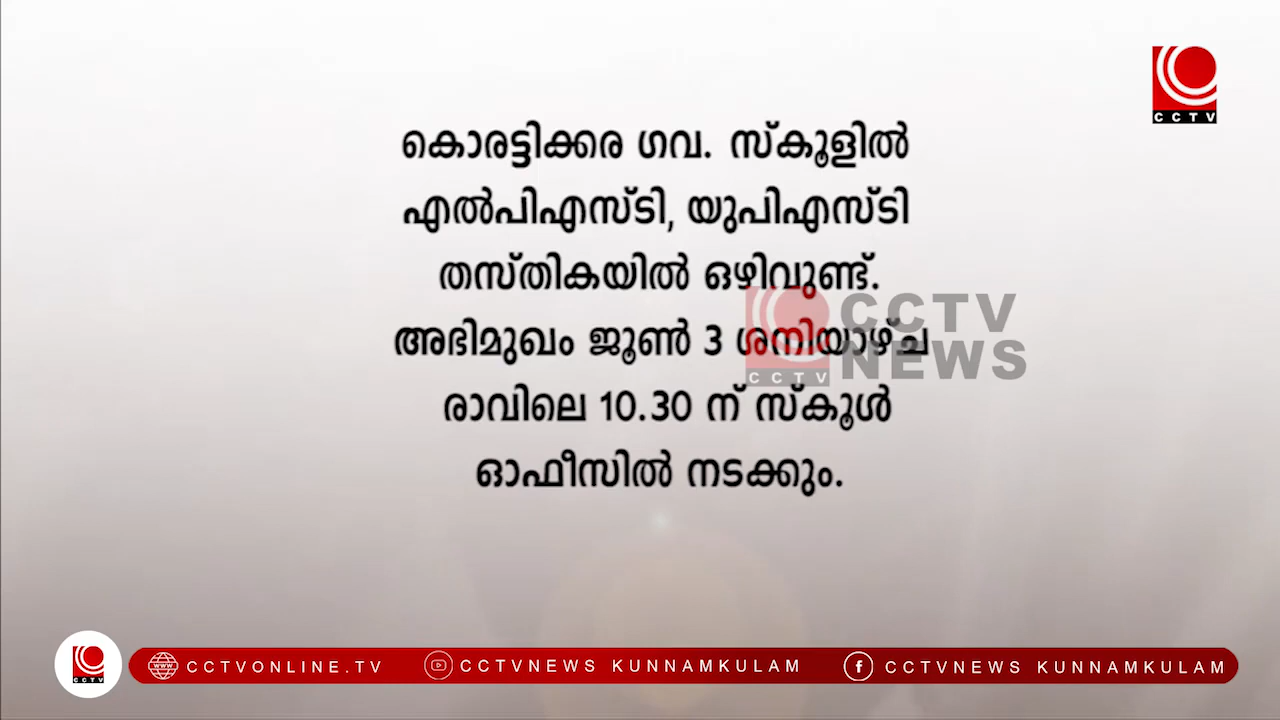 CCTV
കൊരട്ടിക്കര ഗവ. സ്കൂളിൽ
എൽപിഎസ്ടി, യുപിഎസ്ടി
തസ്തികയിൽ ഒഴിവുണ്ട്.
അഭിമുഖം ജൂൺ 3 ശനിയാഴ്ച
രാവിലെ 10.30 ന് സ്കൂൾ
ഓഫീസിൽ നടക്കും.
CCTV
NEWS
CCTV
CCTV
CCTVONLINE.TV
CCTVNEWS KUNNAMKULAM
CCTVNEWS KUNNAMKULAM